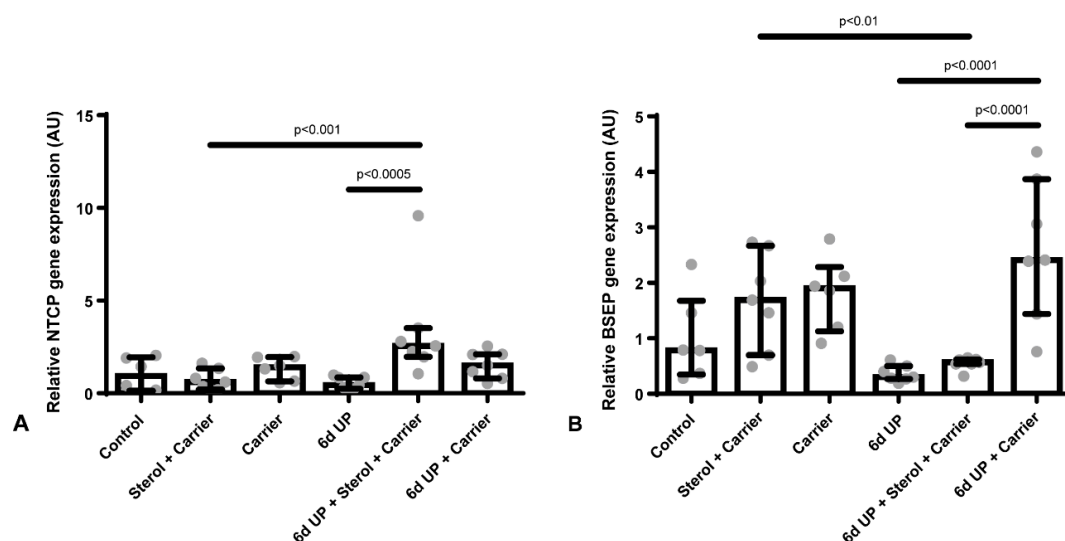 Relative NTCP gene expression (AU)
15
10
5
0
p<0.001
p<0.0005
Control
Sterol + Carrier
Carrier
6d UP
6d UP + Sterol + Carrier
6d UP + Carrier
A
Relative BSEP gene expression (AU)
5
4
3
2
1
0
p<0.01
p<0.0001
p<0.0001
Control
Sterol + Carrier
Carrier
6d UP
6d UP + Sterol + Carrier
6d UP + Carrier
B